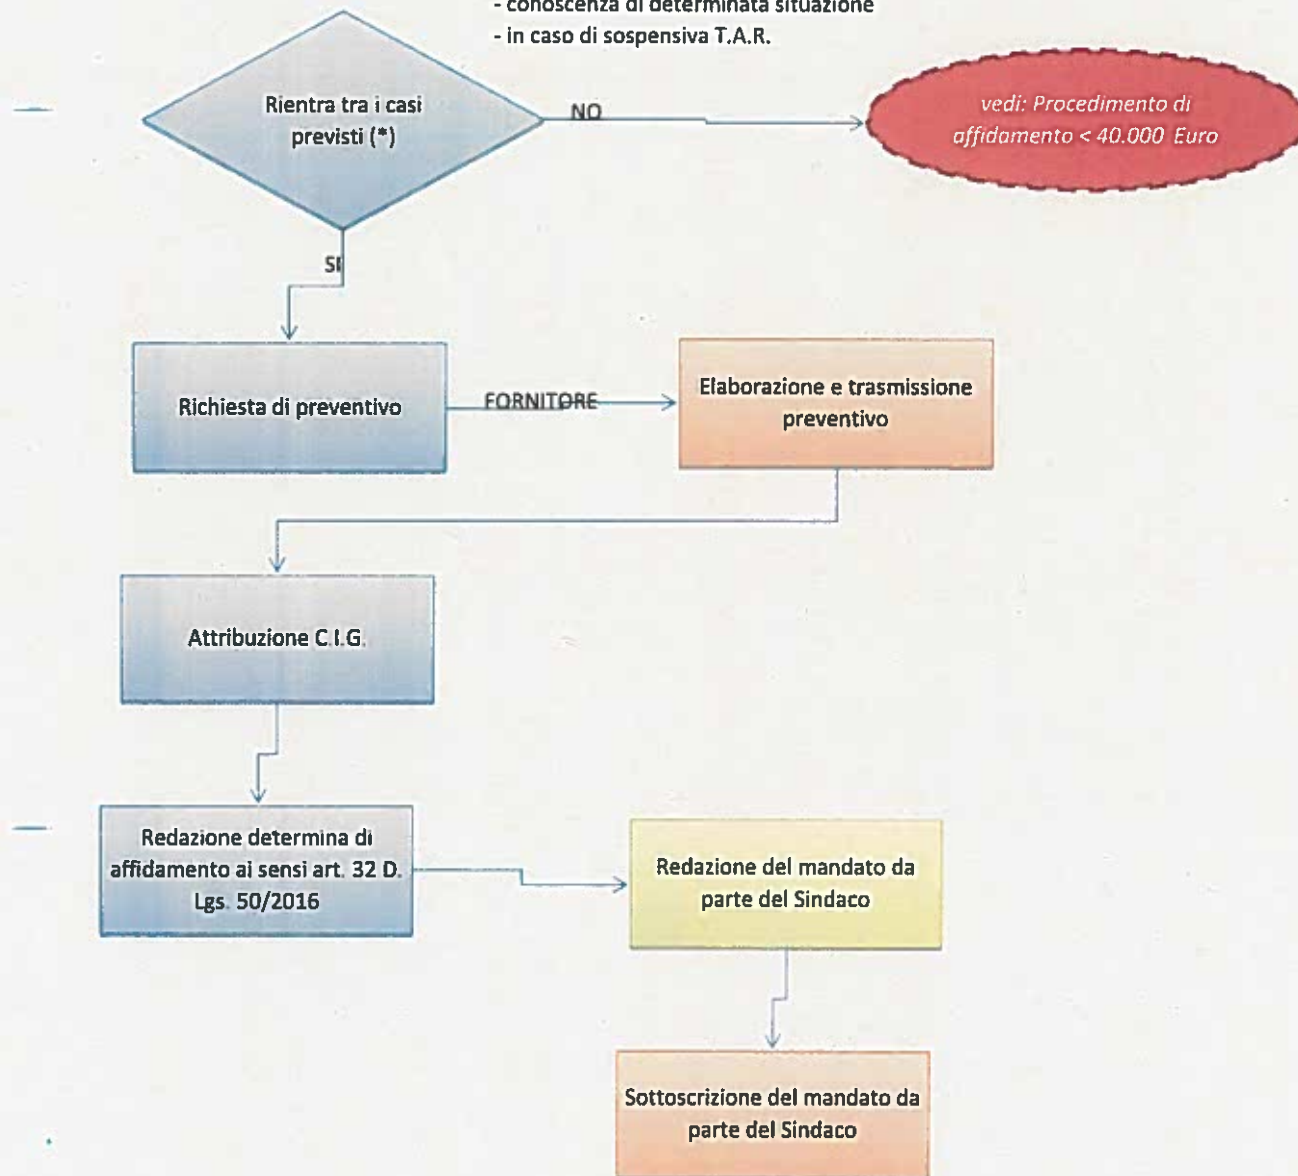 - conoscenza di determinata situazione
- in caso di sospensiva T.A.R.
Rientra tra i casi
previsti (*)
NO
vedi: Procedimento di
affidamento < 40.000 Euro
SI
Richiesta di preventivo
FORNITORE
Elaborazione e trasmissione
preventivo
Attribuzione C.I.G.
Redazione determina di
affidamento ai sensi art. 32 D.
Lgs. 50/2016
Redazione del mandato da
parte del Sindaco
Sottoscrizione del mandato da
parte del Sindaco